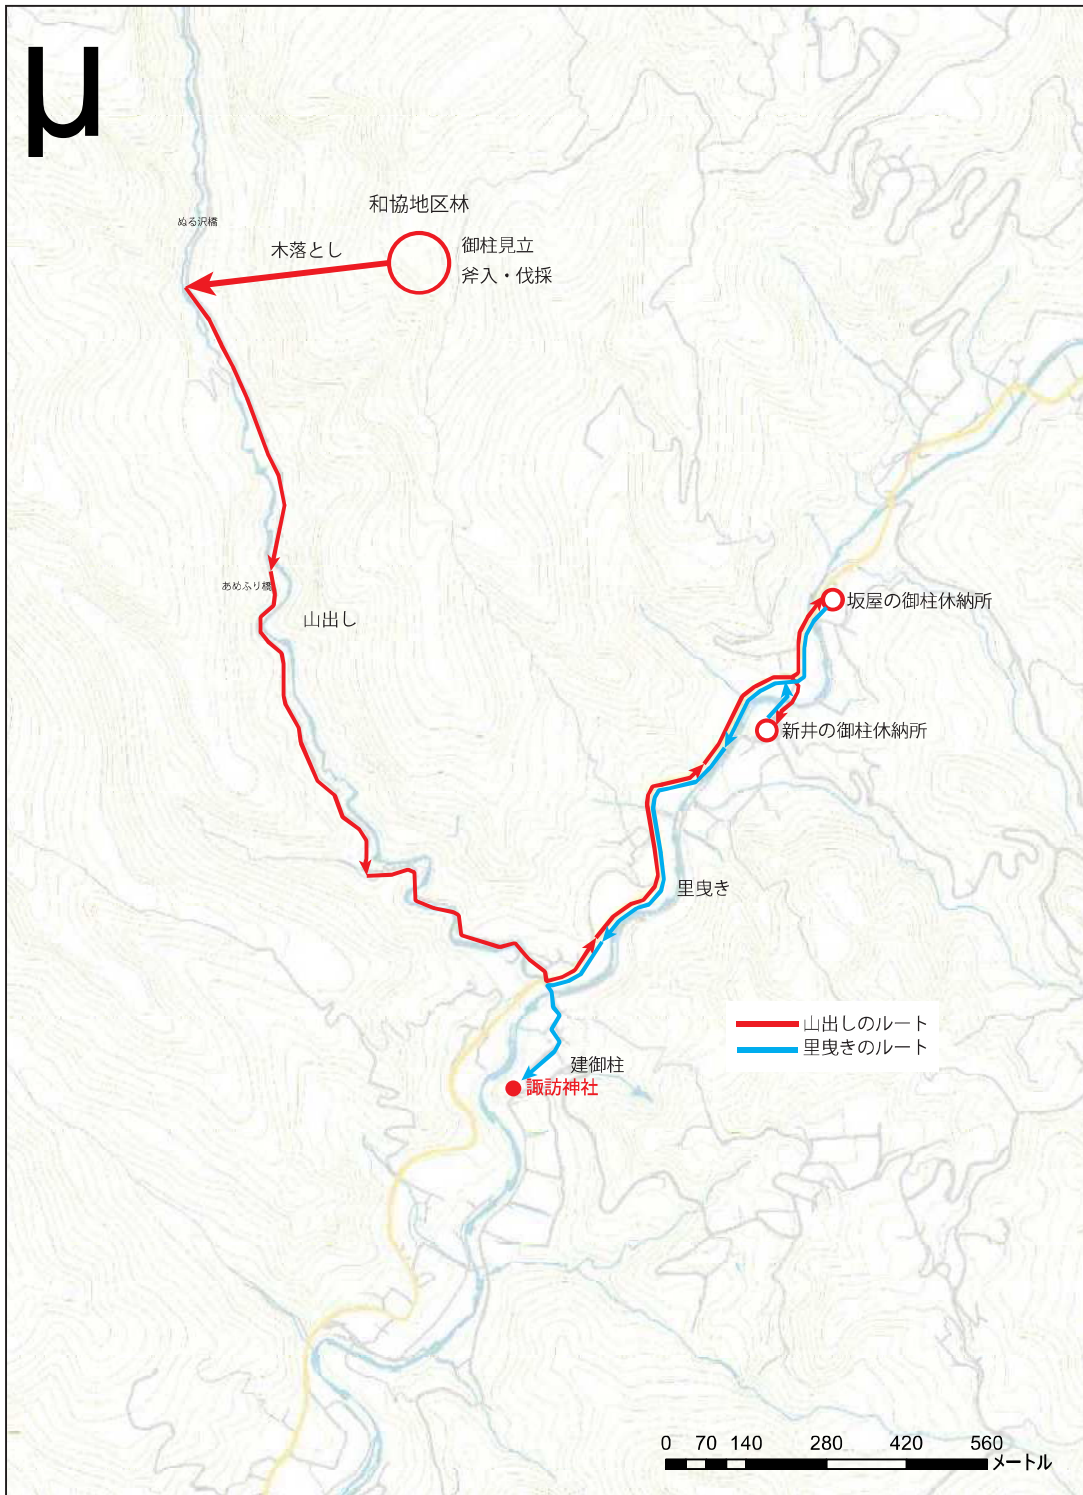 μ
和協地区林
ぬる沢橋
木落とし
御柱見立
斧入・伐採
あめふり橋
山出し
坂屋の御柱休納所
新井の御柱休納所
里曳き
山出しのルート
里曳きのルート
建御柱
諏訪神社
0 70 140 280 420 560
メートル